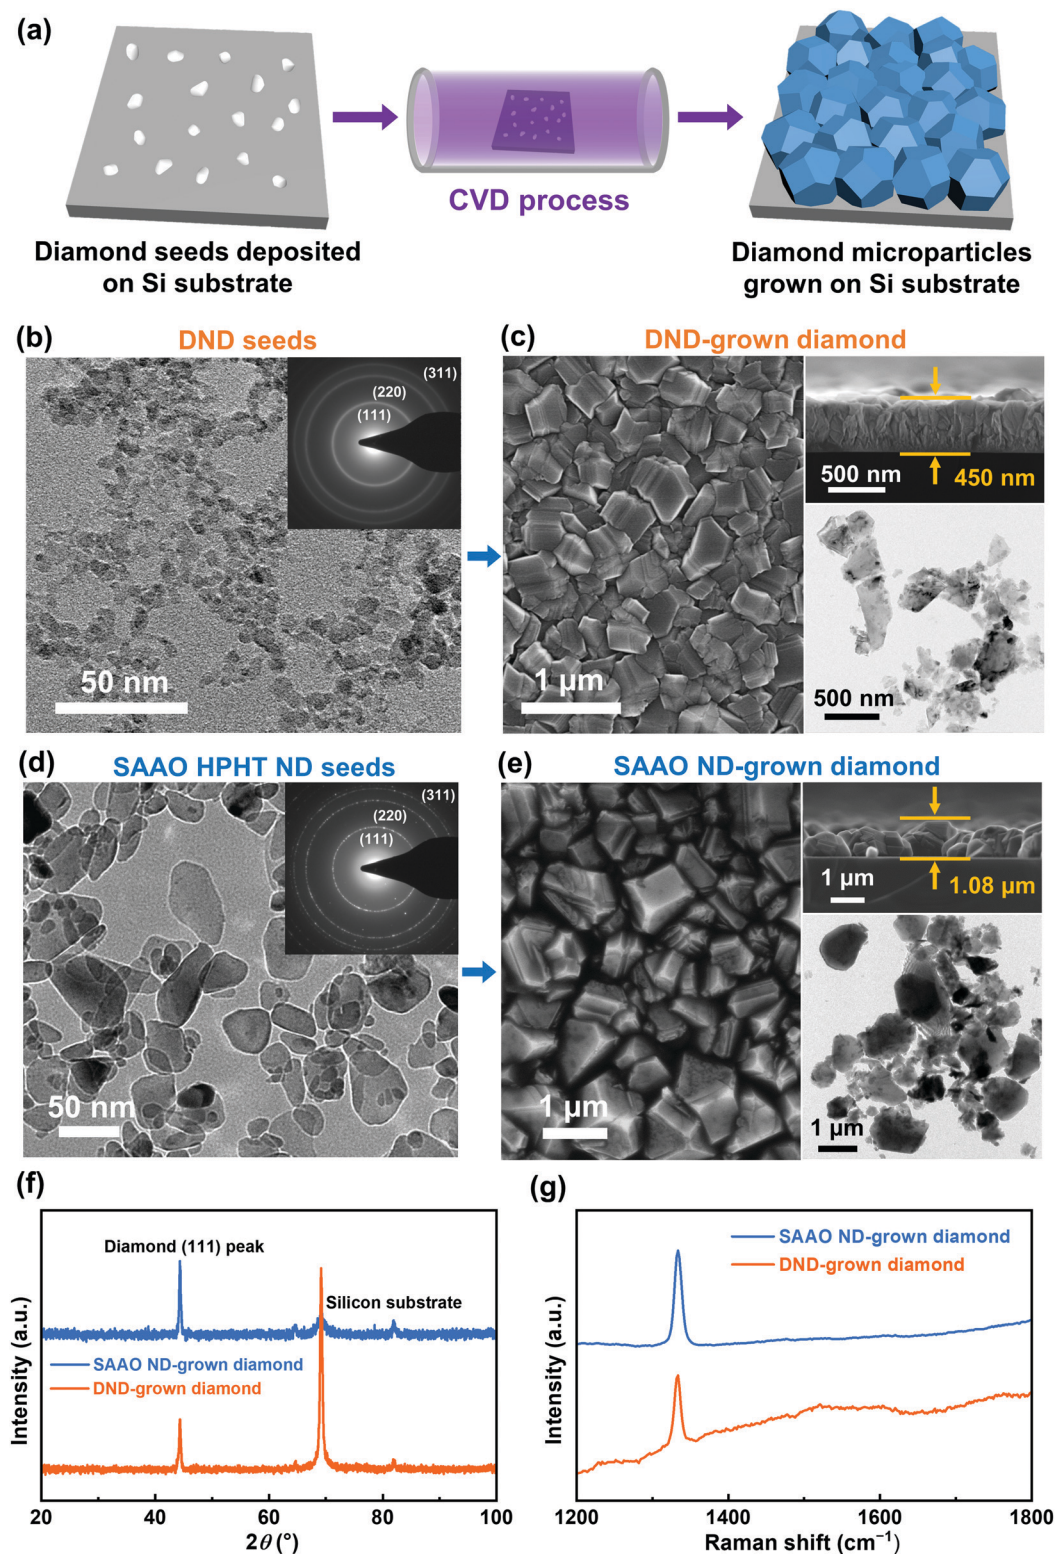 (a)
CVD process
Diamond seeds deposited
on Si substrate
Diamond microparticles
grown on Si substrate
(b)
DND seeds
(311)
(220)
(111)
50 nm
(c)
DND-grown diamond
1 μm
500 nm
450 nm
500 nm
(d)
SAAO HPHT ND seeds
(311)
(220)
(111)
50 nm
(e)
SAAO ND-grown diamond
1 μm
1 μm
1.08 μm
1 μm
(f)
Diamond (111) peak
Silicon substrate
SAAO ND-grown diamond
DND-grown diamond
Intensity (a.u.)
20
40
60
80
100
2θ (°)
(g)
SAAO ND-grown diamond
DND-grown diamond
Intensity (a.u.)
1200
1400
1600
1800
Raman shift (cm⁻¹)